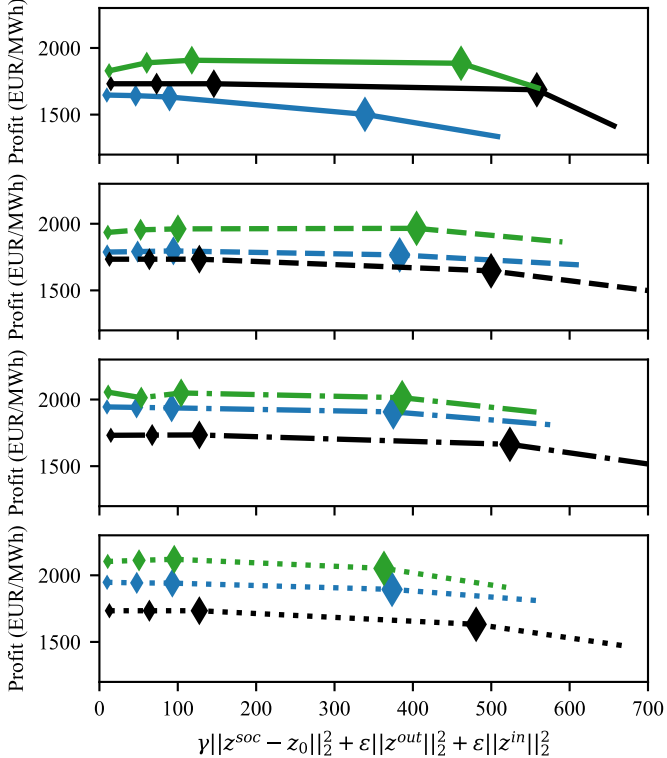 Profit (EUR/MWh)
2000
1500
Profit (EUR/MWh)
2000
1500
Profit (EUR/MWh)
2000
1500
Profit (EUR/MWh)
2000
1500
0 100 200 300 400 500 600 700
γ||z^{soc} − z_0||_2^2 + ε||z^{out}||_2^2 + ε||z^{in}||_2^2